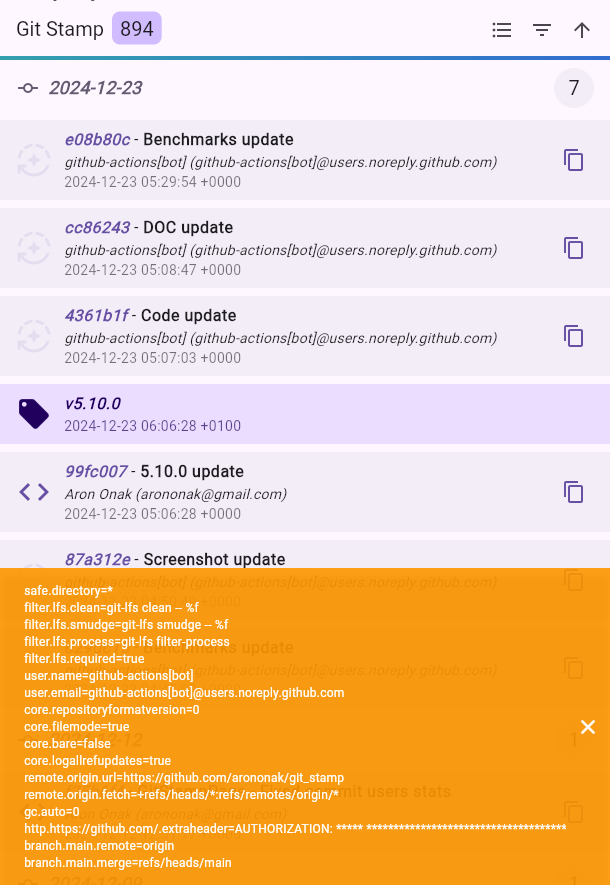 Git Stamp 894
2024-12-23 7
e08b80c - Benchmarks update
github-actions[bot] (github-actions[bot]@users.noreply.github.com)
2024-12-23 05:29:54 +0000
cc86243 - DOC update
github-actions[bot] (github-actions[bot]@users.noreply.github.com)
2024-12-23 05:08:47 +0000
4361b1f - Code update
github-actions[bot] (github-actions[bot]@users.noreply.github.com)
2024-12-23 05:07:03 +0000
v5.10.0
2024-12-23 06:06:28 +0100
99fc007 - 5.10.0 update
Aron Onak (arononak@gmail.com)
2024-12-23 05:06:28 +0000
87a312e - Screenshot update
safe.directory=*
filter.lfs.clean=git-lfs clean -- %f
filter.lfs.smudge=git-lfs smudge -- %f
filter.lfs.process=git-lfs filter-process
filter.lfs.required=true
user.name=github-actions[bot]
user.email=github-actions[bot]@users.noreply.github.com
core.repositoryformatversion=0
core.filemode=true
core.bare=false
core.logallrefupdates=true
remote.origin.url=https://github.com/arononak/git_stamp
remote.origin.fetch=+refs/heads/*:refs/remotes/origin/*
gc.auto=0
http.https://github.com/.extraheader=AUTHORIZATION: ***** ****************************************
branch.main.remote=origin
branch.main.merge=refs/heads/main